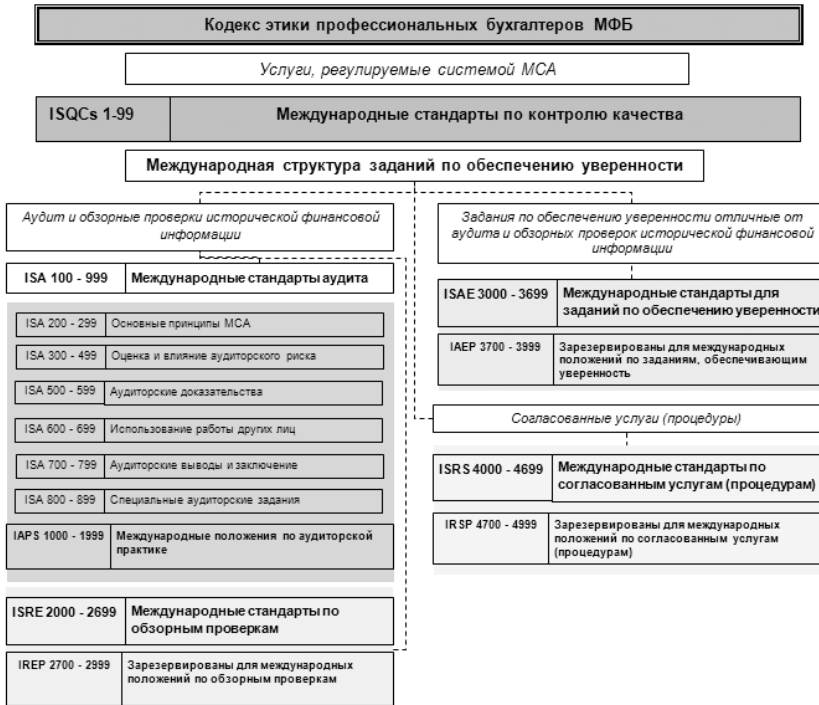 Кодекс этики профессиональных бухгалтеров МФБ
Услуги, регулируемые системой МСА
ISQCs 1-99
Международные стандарты по контролю качества
Международная структура заданий по обеспечению уверенности
Аудит и обзорные проверки исторической финансовой
информации
ISA 100 - 999
Международные стандарты аудита
ISA 200 - 299
Основные принципы МСА
ISA 300 - 499
Оценка и влияние аудиторского риска
ISA 500 - 599
Аудиторские доказательства
ISA 600 - 699
Использование работы других лиц
ISA 700 - 799
Аудиторские выводы и заключение
ISA 800 - 899
Специальные аудиторские задания
IAPS 1000 - 1999
Международные положения по аудиторской
практике
ISRE 2000 - 2699
Международные стандарты по
обзорным проверкам
IREP 2700 - 2999
Зарезервированы для международных
положений по обзорным проверкам
Задания по обеспечению уверенности отличные от
аудита и обзорных проверок исторической финансовой
информации
ISAE 3000 - 3699
Международные стандарты для
заданий по обеспечению уверенности
IAEP 3700 - 3999
Зарезервированы для международных
положений по заданиям, обеспечивающим
уверенность
Согласованные услуги (процедуры)
ISRS 4000 - 4699
Международные стандарты по
согласованным услугам (процедурам)
IRSP 4700 - 4999
Зарезервированы для международных
положений по согласованным услугам
(процедурам)